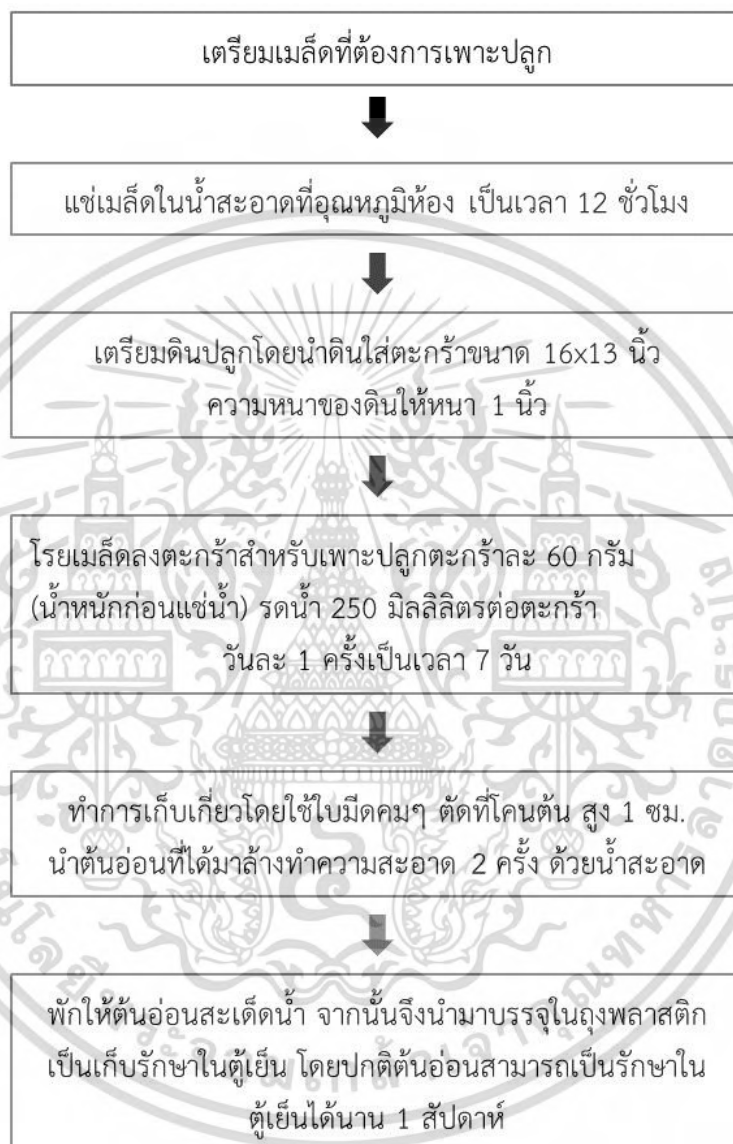 เตรียมเมล็ดที่ต้องการเพาะปลูก
แช่เมล็ดในน้ำสะอาดที่อุณหภูมิห้อง เป็นเวลา 12 ชั่วโมง
เตรียมดินปลูกโดยนำดินใส่ตะกร้าขนาด 16x13 นิ้ว
ความหนาของดินให้หนา 1 นิ้ว
โรยเมล็ดลงตะกร้าสำหรับเพาะปลูกตะกร้าละ 60 กรัม
(น้ำหนักก่อนแช่น้ำ) รดน้ำ 250 มิลลิลิตรต่อตะกร้า
วันละ 1 ครั้งเป็นเวลา 7 วัน
ทำการเก็บเกี่ยวโดยใช้ใบมีดคมๆ ตัดที่โคนต้น สูง 1 ซม.
นำต้นอ่อนที่ได้มาล้างทำความสะอาด 2 ครั้ง ด้วยน้ำสะอาด
พักให้ต้นอ่อนสะเด็ดน้ำ จากนั้นจึงนำมาบรรจุในถุงพลาสติก
เป็นเก็บรักษาในตู้เย็น โดยปกติต้นอ่อนสามารถเป็นรักษาใน
ตู้เย็นได้นาน 1 สัปดาห์